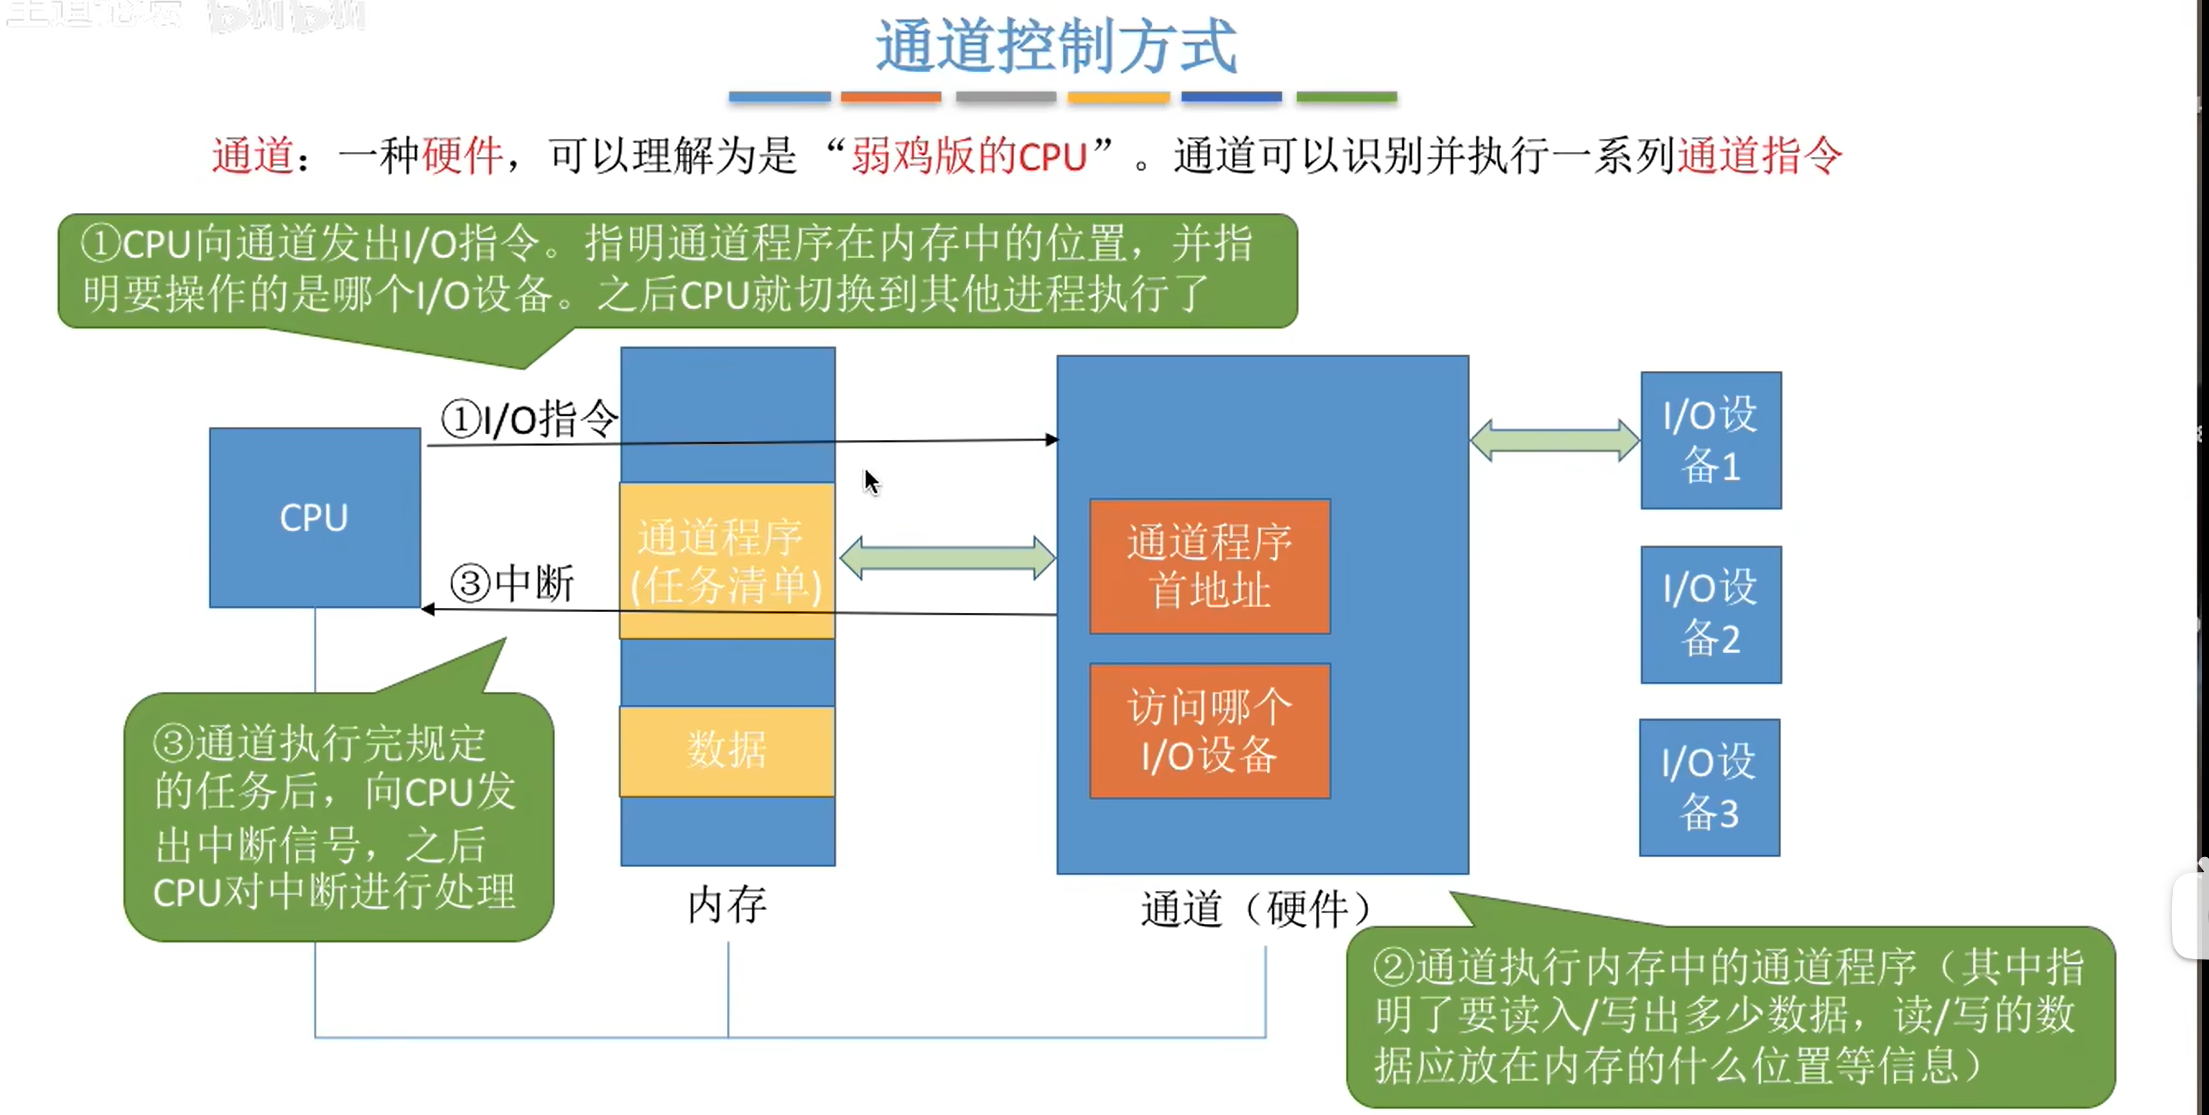 通道控制方式
通道：一种硬件，可以理解为是“弱鸡版的CPU”。通道可以识别并执行一系列通道指令
①CPU向通道发出I/O指令。指明通道程序在内存中的位置，并指
明要操作的是哪个I/O设备。之后CPU就切换到其他进程执行了
①I/O指令
CPU
③中断
通道程序
(任务清单)
数据
内存
通道程序
首地址
访问哪个
I/O设备
通道（硬件）
I/O设
备1
I/O设
备2
I/O设
备3
③通道执行完规定
的任务后，向CPU发
出中断信号，之后
CPU对中断进行处理
②通道执行内存中的通道程序（其中指
明了要读入/写出多少数据，读/写的数
据应放在内存的什么位置等信息）